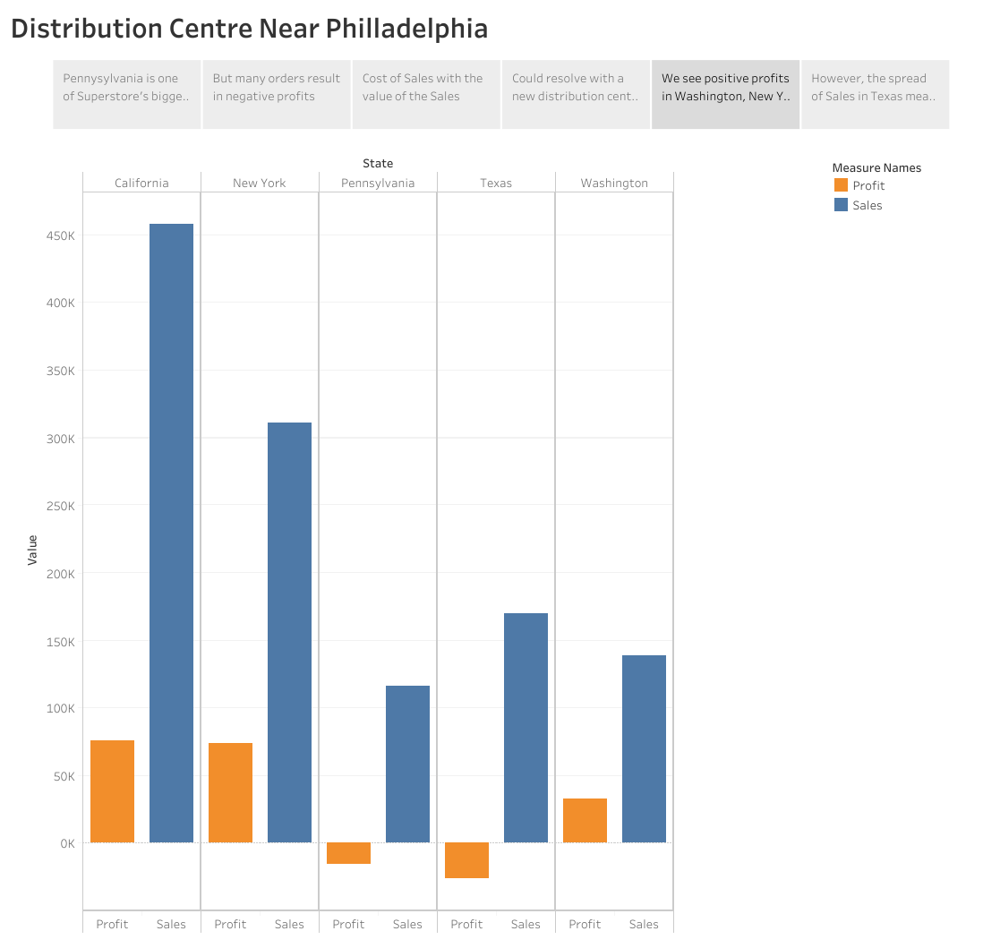 Distribution Centre Near Philladelphia
Pennysylvania is one
of Superstore's bigge..
But many orders result
in negative profits
Cost of Sales with the
value of the Sales
Could resolve with a
new distribution cent..
We see positive profits
in Washington, New Y..
However, the spread
of Sales in Texas mea..
State
California New York Pennsylvania Texas Washington
Measure Names
Profit
Sales
450K
400K
350K
300K
250K
Value
200K
150K
100K
50K
0K
Profit Sales Profit Sales Profit Sales Profit Sales Profit Sales